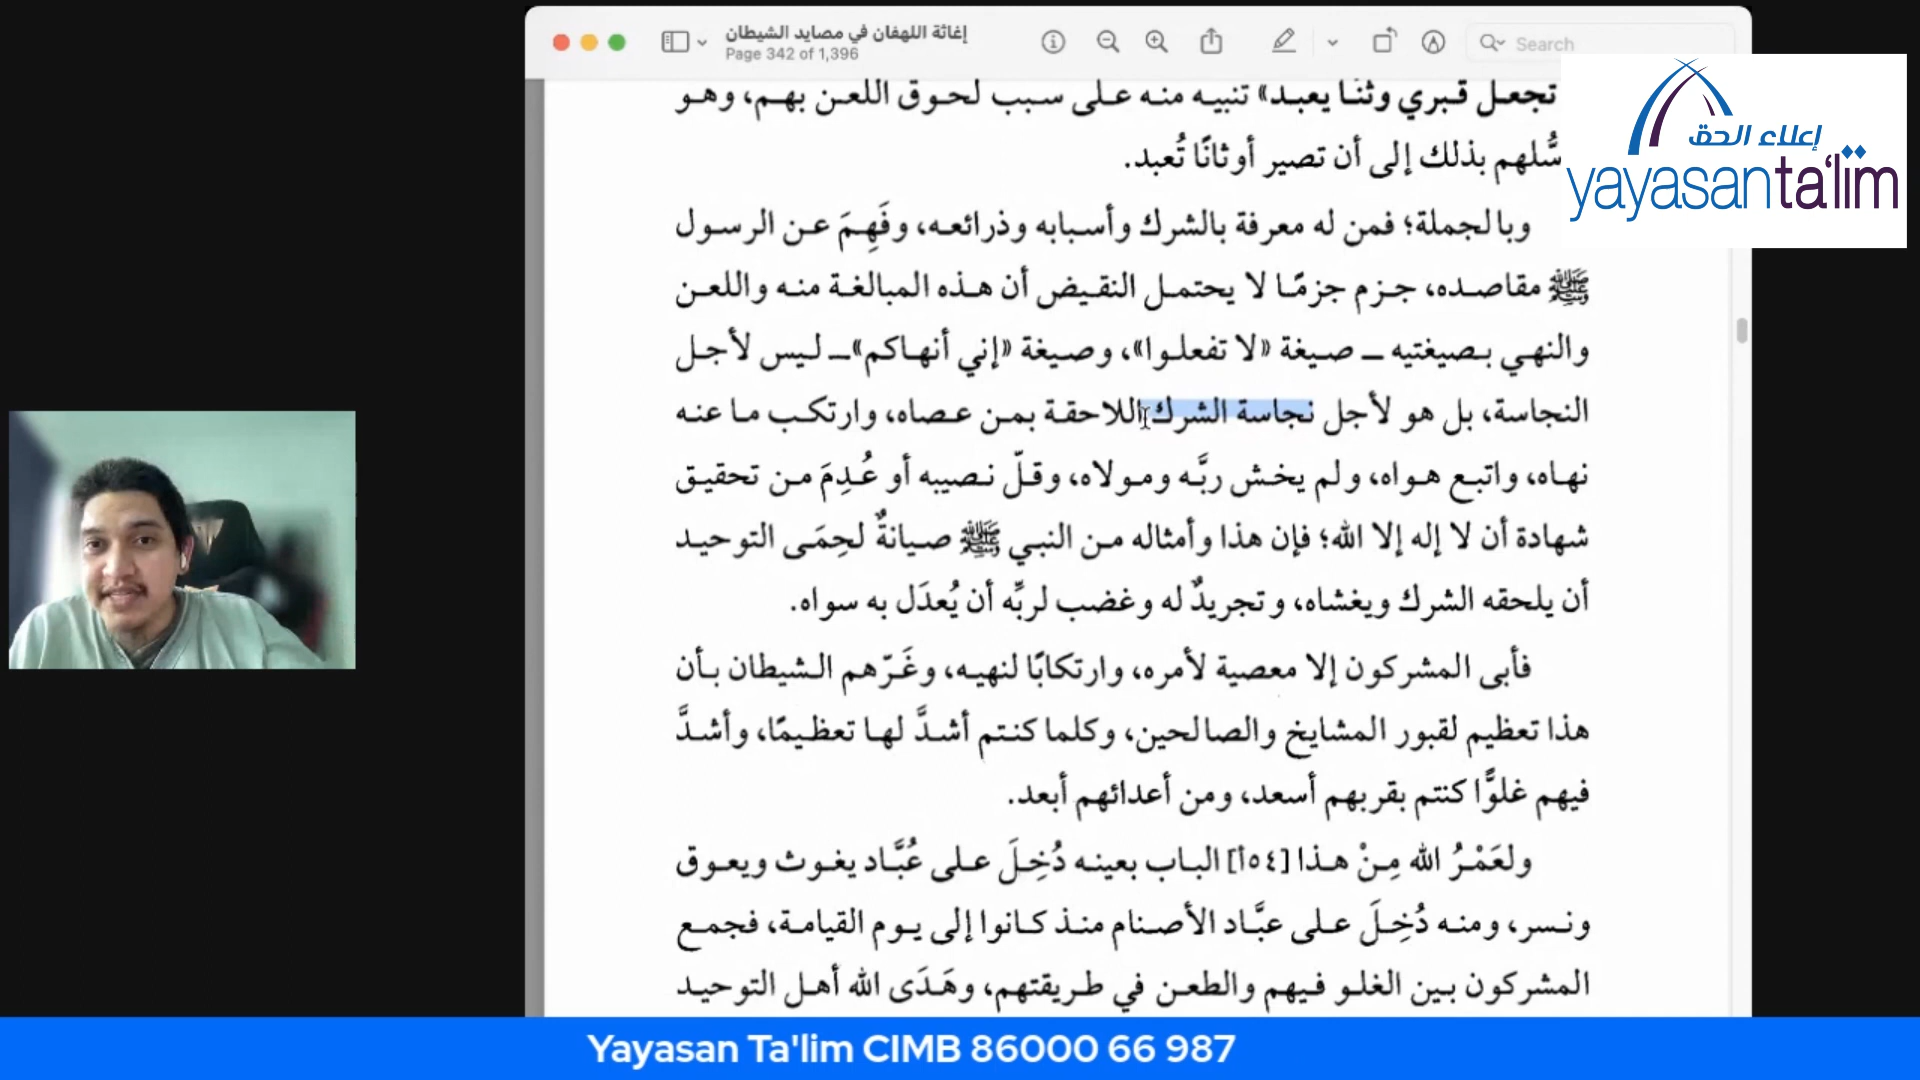 إغاثة اللهفان في مصايد الشيطان
Page 342 of 1,396
Search
إعلاء الحق
yayasanta'lim
تجعل قبري وثنًا يعبد» تنبيه منه على سبب لحوق اللعن بهم، وهو
سُّلهم بذلك إلى أن تصير أوثانًا تُعبد.
وبالجملة؛ فمن له معرفة بالشرك وأسبابه وذرائعه، وفَهِمَ عن الرسول
ﷺ مقاصده، جزم جزمًا لا يحتمل النقيض أن هذه المبالغة منه واللعن
والنهي بصيغتيه ــ صيغة «لا تفعلوا»، وصيغة «إني أنهاكم»ــ ليس لأجل
النجاسة، بل هو لأجل نجاسة الشرك اللاحقة بمن عصاه، وارتكب ما عنه
نهاه، واتبع هواه، ولم يخش ربَّه ومولاه، وقلّ نصيبه أو عُدِمَ من تحقيق
شهادة أن لا إله إلا الله؛ فإن هذا وأمثاله من النبي ﷺ صيانةٌ لحِمَى التوحيد
أن يلحقه الشرك ويغشاه، وتجريدٌ له وغضب لربِّه أن يُعدَل به سواه.
فأبى المشركون إلا معصية لأمره، وارتكابًا لنهيه، وغَرّهم الشيطان بأن
هذا تعظيم لقبور المشايخ والصالحين، وكلما كنتم أشدَّ لها تعظيمًا، وأشدَّ
فيهم غلوًّا كنتم بقربهم أسعد، ومن أعدائهم أبعد.
ولعَمْرُ الله مِنْ هذا [٥٤أ] الباب بعينه دُخِلَ على عُبَّاد يغوث ويعوق
ونسر، ومنه دُخِلَ على عبَّاد الأصنام منذ كانوا إلى يوم القيامة، فجمع
المشركون بين الغلو فيهم والطعن في طريقتهم، وهَدَى الله أهل التوحيد
Yayasan Ta'lim CIMB 86000 66 987